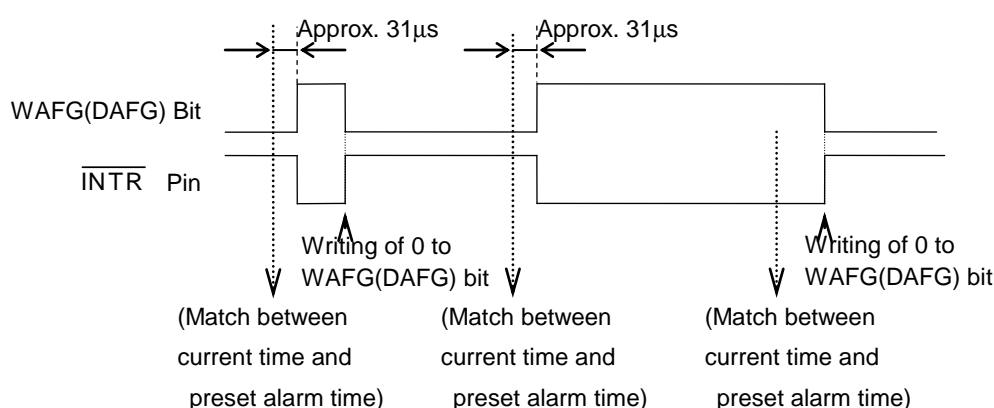 Approx. 31μs
Approx. 31μs
WAFG(DAFG) Bit
INTR Pin
Writing of 0 to
WAFG(DAFG) bit
Writing of 0 to
WAFG(DAFG) bit
(Match between
current time and
preset alarm time)
(Match between
current time and
preset alarm time)
(Match between
current time and
preset alarm time)